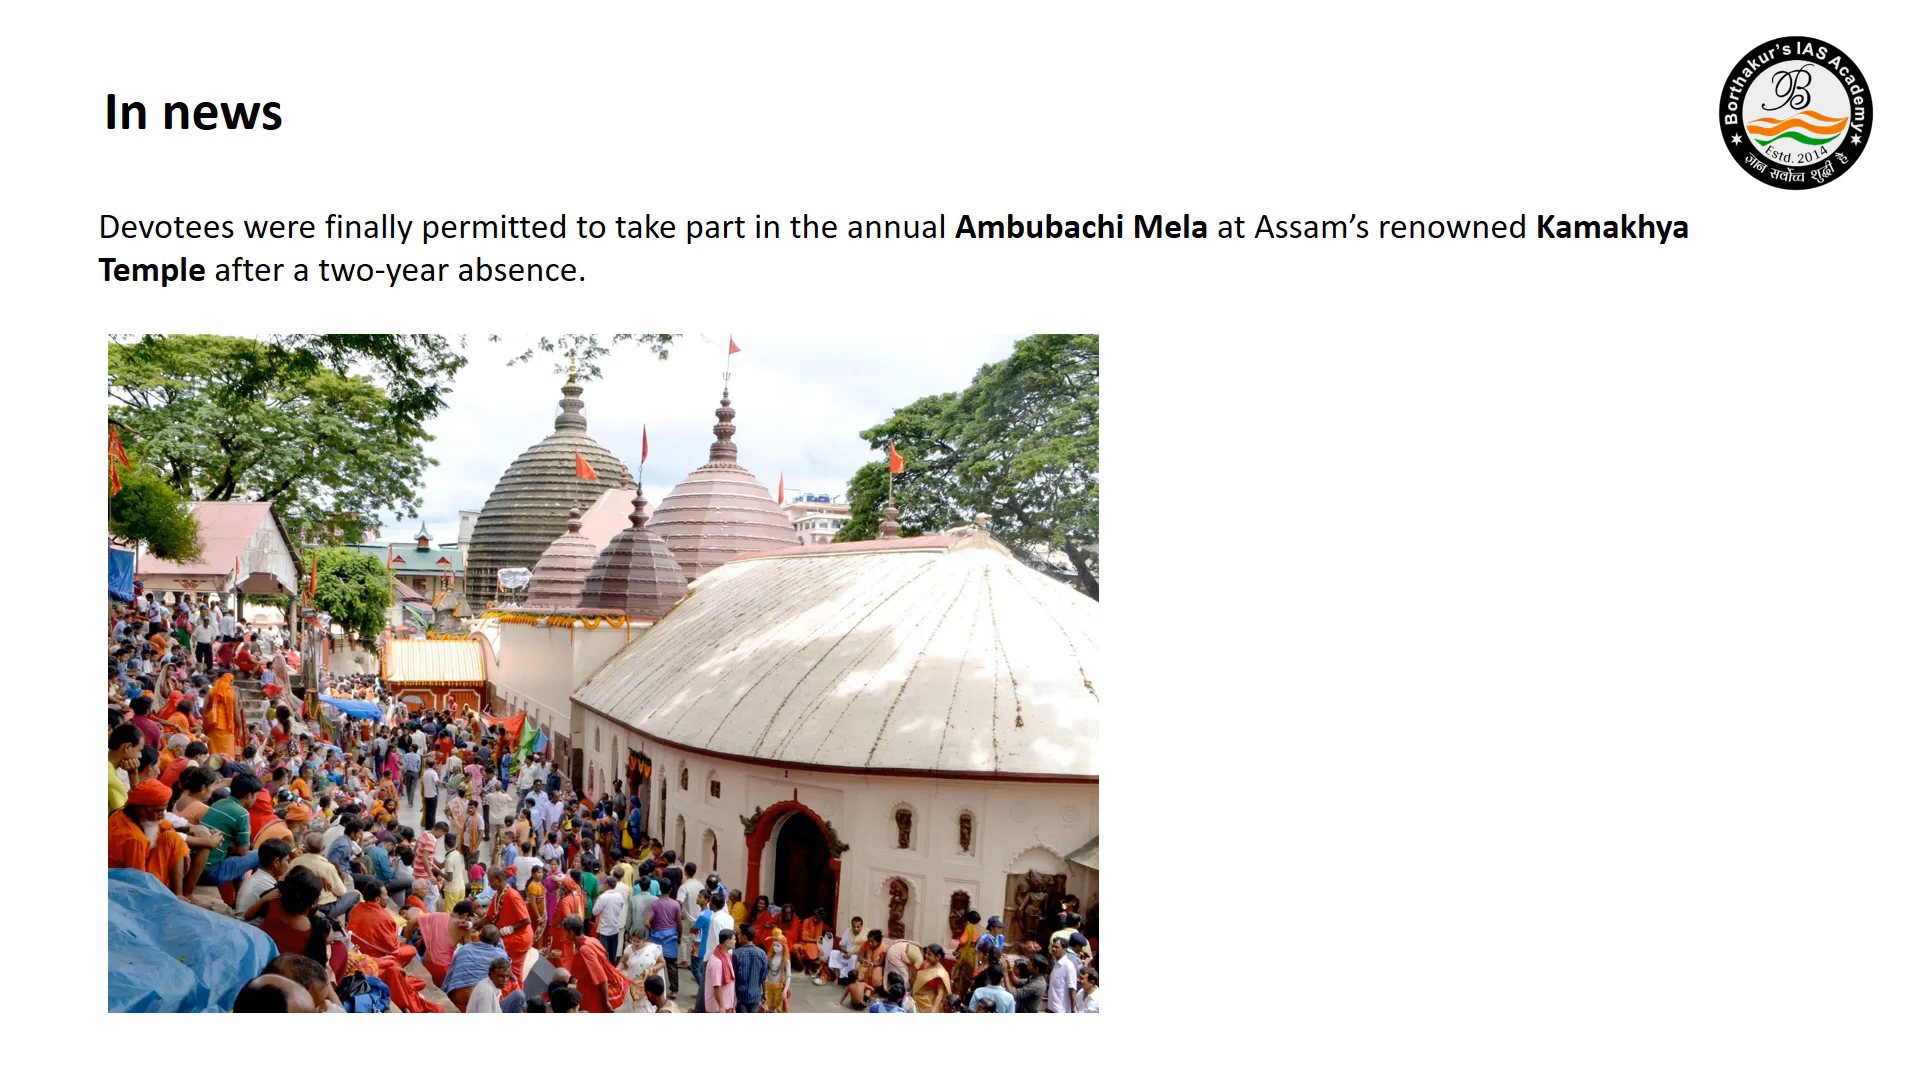 In news
Borthakur's IAS Academy
B
Estd. 2014
ज्ञान सर्वोच्च शुद्धी है
Devotees were finally permitted to take part in the annual Ambubachi Mela at Assam’s renowned Kamakhya
Temple after a two-year absence.